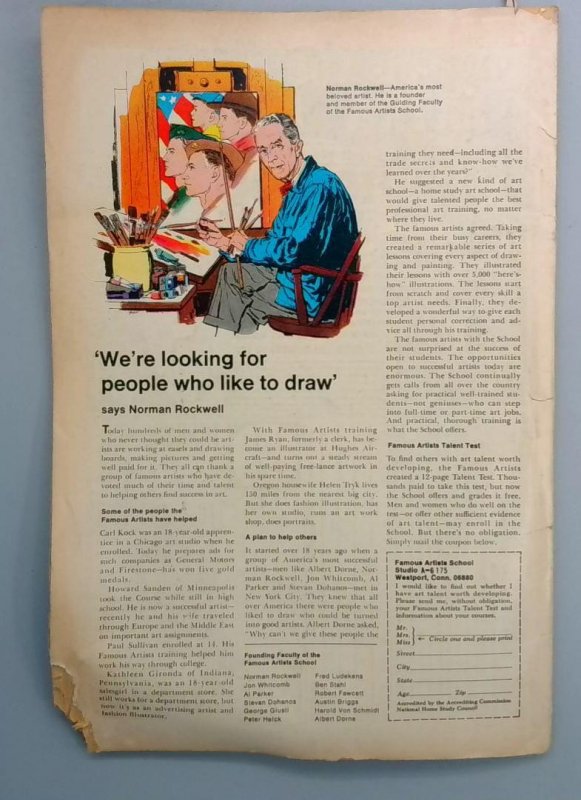 Norman Rockwell—America's most
beloved artist. He is a founder
and member of the Guiding Faculty
of the Famous Artists School.
'We're looking for
people who like to draw'
says Norman Rockwell
Today hundreds of men and women
who never thought they could be art-
ists are working at easels and drawing
boards, making pictures and getting
well paid for it. They all can thank a
group of famous artists who have de-
voted much of their time and talent
to helping others find success in art.
Some of the people the
Famous Artists have helped
Carl Kock was an 18-year-old appren-
tice in a Chicago art studio when he
enrolled. Today he prepares ads for
such companies as General Motors
and Firestone—has won five gold
medals.
Howard Sanden of Minneapolis
took the Course while still in high
school. He is now a successful artist—
recently he and his wife traveled
through Europe and the Middle East
on important art assignments.
Paul Sullivan enrolled at 14. His
Famous Artists training helped him
work his way through college.
Kathleen Gironda of Indiana,
Pennsylvania, was an 18-year-old
salesgirl in a department store. She
still works for a department store, but
now it's as advertising artist and
fashion illustrator.
With Famous Artists training
James Ryan, formerly a clerk, has be-
come an illustrator at Hughes Air-
craft—and turns out a steady stream
of well-paying free-lance artwork in
his spare time.
Oregon housewife Helen Tryk lives
150 miles from the nearest big city.
But she does fashion illustration, has
her own studio, runs an art work
shop, does portraits.
A plan to help others
It started over 18 years ago when a
group of America's most successful
artists—men like Albert Dorne, Nor-
man Rockwell, Jon Whitcomb, Al
Parker and Stevan Dohanos—met in
New York City. They knew that all
over America there were people who
liked to draw who could be turned
into good artists. Albert Dorne asked,
"Why can't we give these people the
Founding Faculty of the
Famous Artists School
Norman Rockwell
Jon Whitcomb
Al Parker
Stevan Dohanos
George Giusti
Peter Helck
Fred Ludekens
Ben Stahl
Robert Fawcett
Austin Briggs
Harold Von Schmidt
Albert Dorne
training they need—including all the
trade secrets and know-how we've
learned over the years?"
He suggested a new kind of art
school—a home study art school—that
would give talented people the best
professional art training, no matter
where they live.
The famous artists agreed. Taking
time from their busy careers, they
created a remarkable series of art
lessons covering every aspect of draw-
ing and painting. They illustrated
their lessons with over 5,000 "here's-
how" illustrations. The lessons start
from scratch and cover every skill a
top artist needs. Finally, they de-
veloped a wonderful way to give each
student personal correction and ad-
vice all through his training.
The famous artists with the School
are not surprised at the success of
their students. The opportunities
open to successful artists today are
enormous. The School continually
gets calls from all over the country
asking for practical well-trained stu-
dents—not geniuses—who can step
into full-time or part-time art jobs.
And practical, thorough training is
what the School offers.
Famous Artists Talent Test
To find others with art talent worth
developing, the Famous Artists
created a 12-page Talent Test. Thou-
sands paid to take this test, but now
the School offers and grades it free.
Men and women who do well on the
test—or offer other sufficient evidence
of art talent—may enroll in the
School. But there's no obligation.
Simply mail the coupon below.
Famous Artists School
Studio A-6175
Westport, Conn. 06880
I would like to find out whether I
have art talent worth developing.
Please send me, without obligation,
your Famous Artists Talent Test and
information about your courses.
Mr.
Mrs. Circle one and please print
Miss
Street
City
State
Age Zip
Accredited by the Accrediting Commission
National Home Study Council